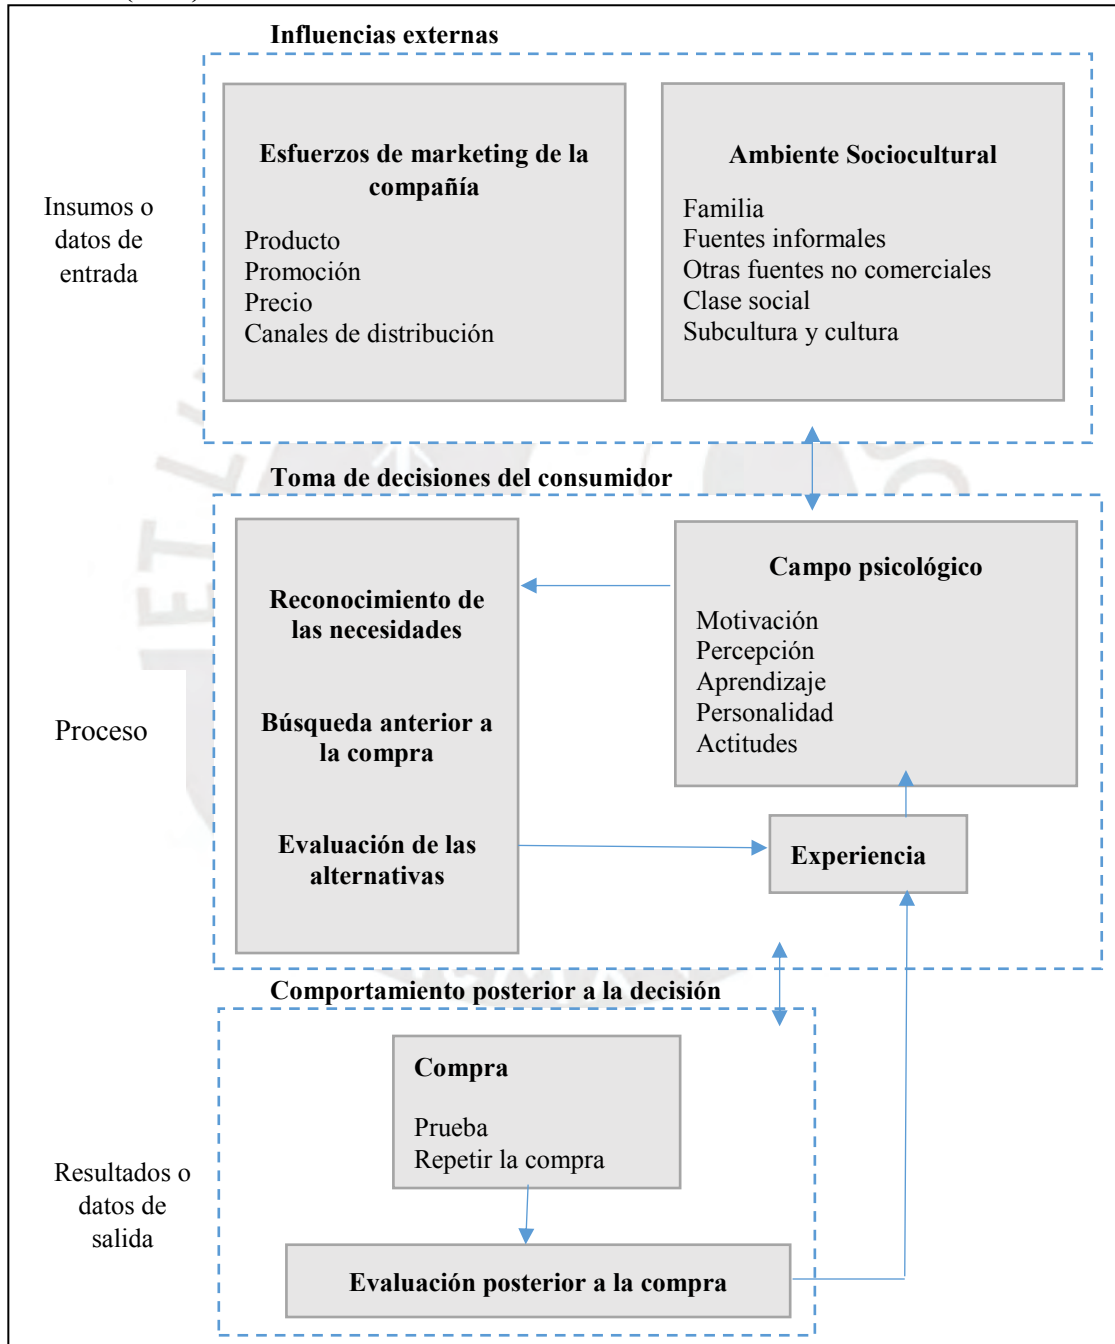 Influencias externas
Insumos o
datos de
entrada
Esfuerzos de marketing de la
compañía
Producto
Promoción
Precio
Canales de distribución
Ambiente Sociocultural
Familia
Fuentes informales
Otras fuentes no comerciales
Clase social
Subcultura y cultura
Toma de decisiones del consumidor
Proceso
Reconocimiento de
las necesidades
Búsqueda anterior a
la compra
Evaluación de las
alternativas
Campo psicológico
Motivación
Percepción
Aprendizaje
Personalidad
Actitudes
Experiencia
Comportamiento posterior a la decisión
Resultados o
datos de
salida
Compra
Prueba
Repetir la compra
Evaluación posterior a la compra